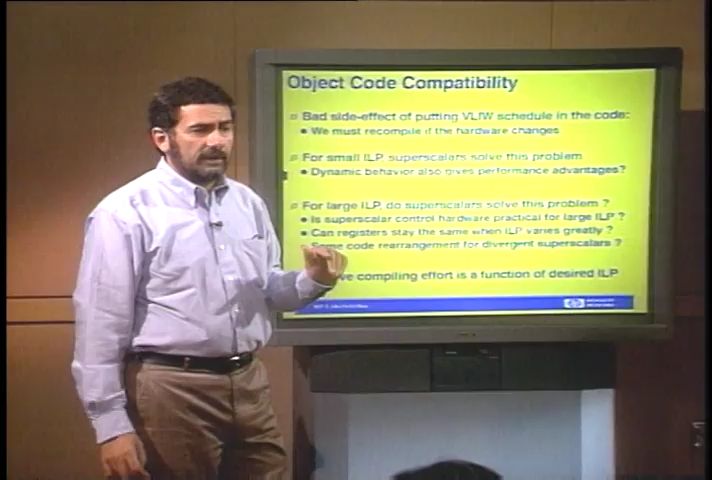 Object Code Compatibility
Bad side-effect of putting VLIW schedule in the code:
We must recompile if the hardware changes
For small ILP superscalars solve this problem
Dynamic behavior also gives performance advantages?
For large ILP do superscalars solve this problem ?
Is superscalar control hardware practical for large ILP ?
Can registers stay the same when ILP varies greatly ?
Some code rearrangement for divergent superscalars ?
compiling effort is a function of desired ILP
hp